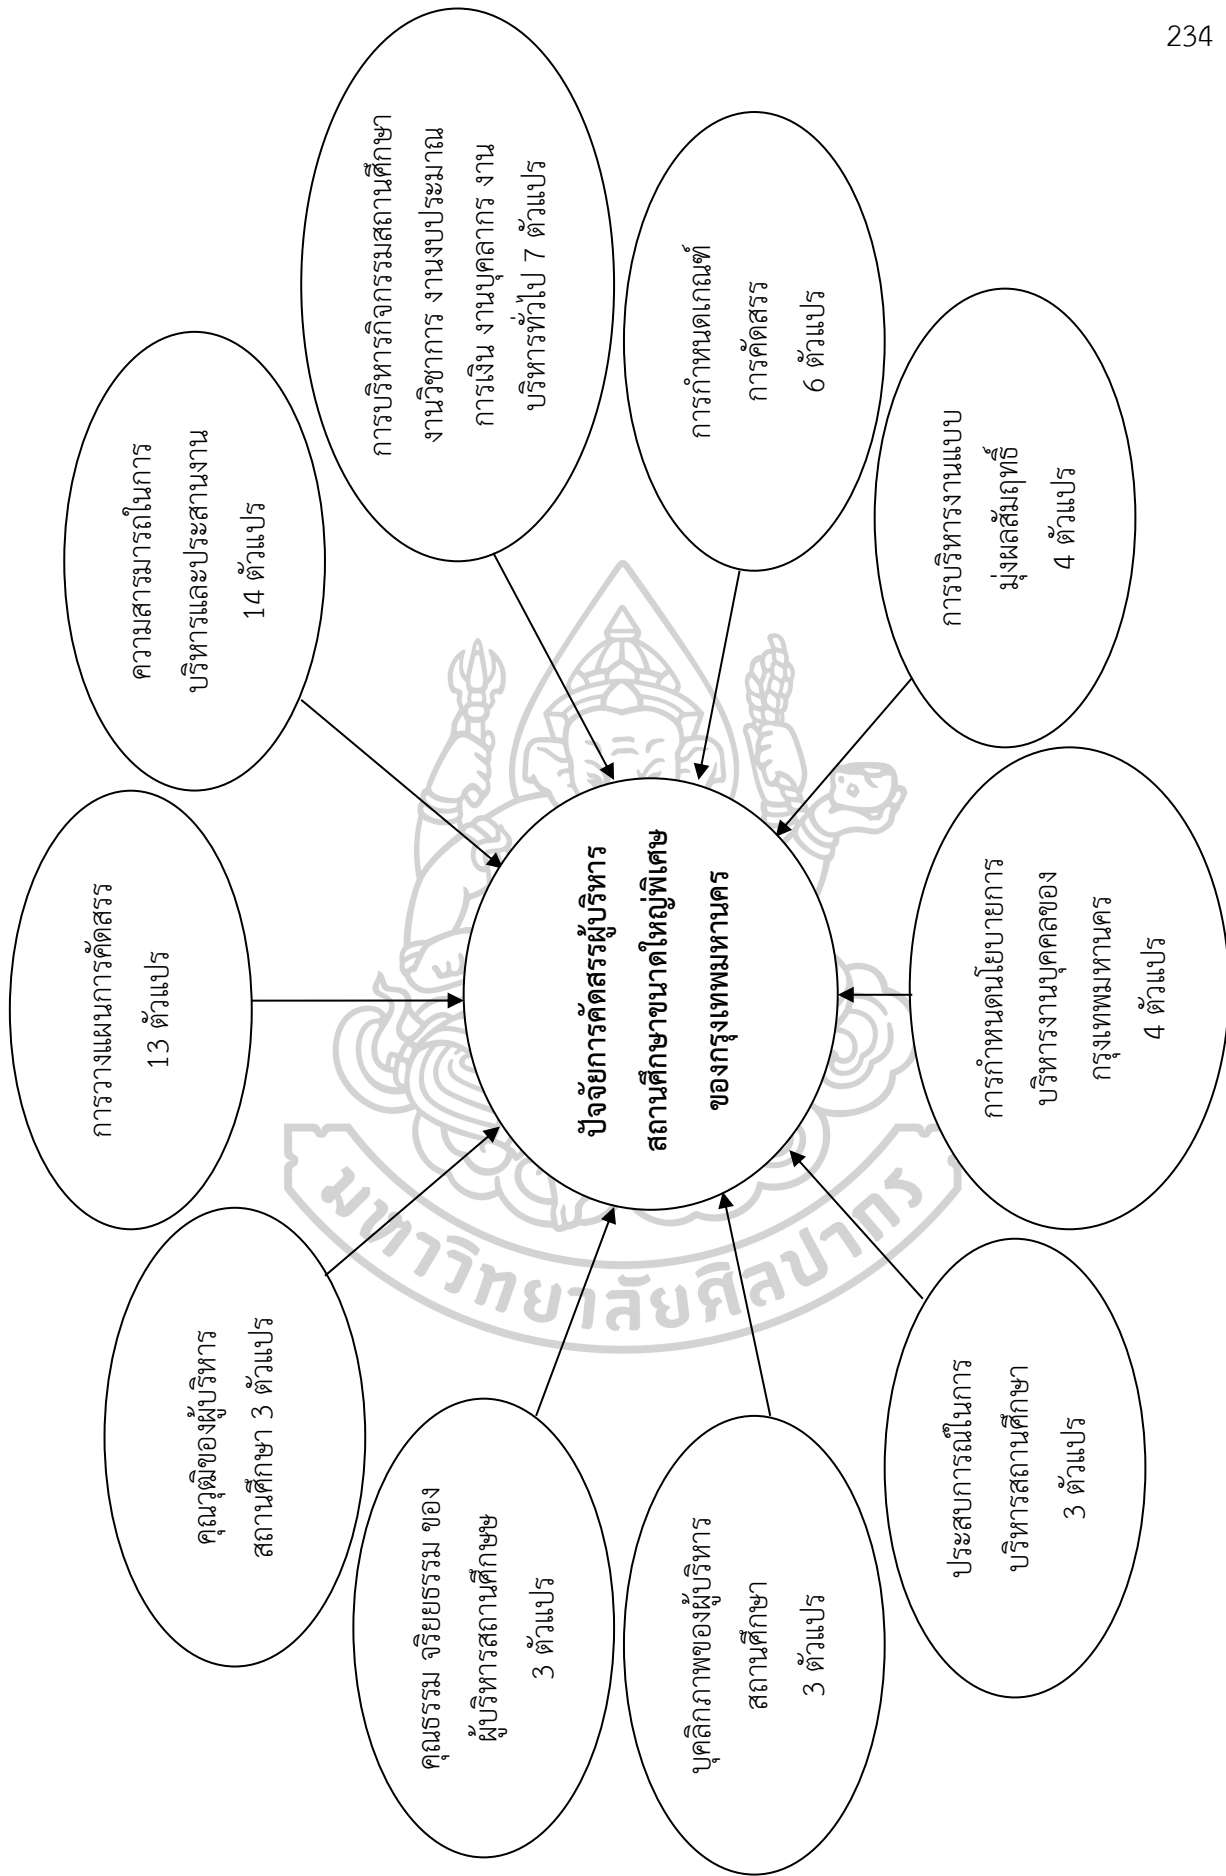 234
การวางแผนการคัดสรร
13 ตัวแปร
ความสารมารถในการ
บริหารและประสานงาน
14 ตัวแปร
การบริหารกิจกรรมสถานศึกษา
งานวิชาการ งานงบประมาณ
การเงิน งานบุคลากร งาน
บริหารทั่วไป 7 ตัวแปร
การกำหนดเกณฑ์
การคัดสรร
6 ตัวแปร
การบริหารงานแบบ
มุ่งผลสัมฤทธิ์
4 ตัวแปร
การกำหนดนโยบายการ
บริหารงานบุคคลของ
กรุงเทพมหานคร
4 ตัวแปร
ประสบการณ์ในการ
บริหารสถานศึกษา
3 ตัวแปร
บุคลิกภาพของผู้บริหาร
สถานศึกษา
3 ตัวแปร
คุณธรรม จริยยธรรม ของ
ผู้บริหารสถานศึกษษ
3 ตัวแปร
คุณวุฒิของผู้บริหาร
สถานศึกษา 3 ตัวแปร
ปัจจัยการคัดสรรผู้บริหาร
สถานศึกษาขนาดใหญ่พิเศษ
ของกรุงเทพมหานคร
มหาวิทยาลัยศิลปากร